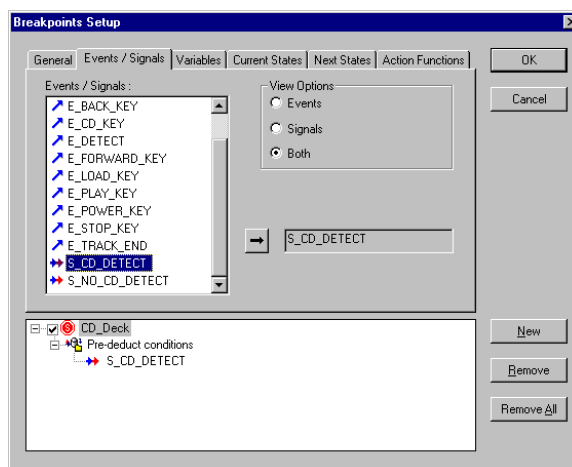 Breakpoints Setup
General Events / Signals Variables Current States Next States Action Functions
OK
Cancel
Events / Signals :
E_BACK_KEY
E_CD_KEY
E_DETECT
E_FORWARD_KEY
E_LOAD_KEY
E_PLAY_KEY
E_POWER_KEY
E_STOP_KEY
E_TRACK_END
S_CD_DETECT
S_NO_CD_DETECT
View Options
Events
Signals
Both
S_CD_DETECT
CD_Deck
Pre-deduct conditions
S_CD_DETECT
New
Remove
Remove All